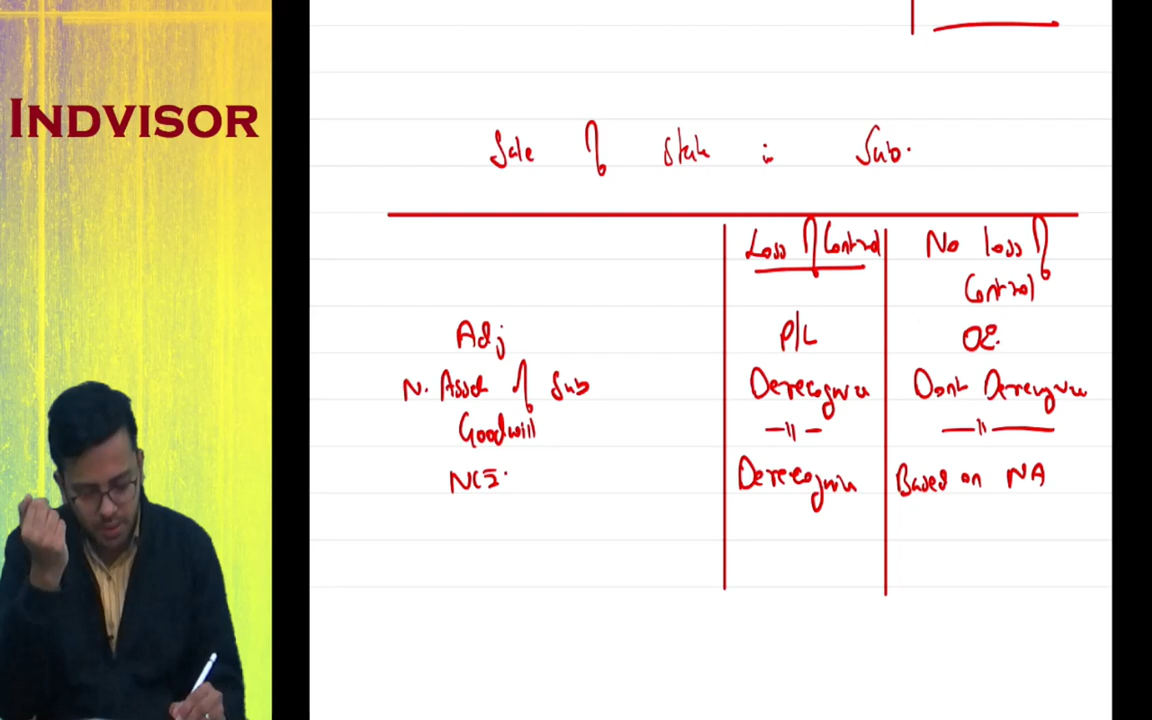 INDVISOR
Sale of Stake in Sub.
Loss of Control No loss of
Control
Adj P/L OE.
N. Asset of Sub Derecognise Dont Derecognise
Goodwill —"— —"—
NCI. Derecognise Based on NA